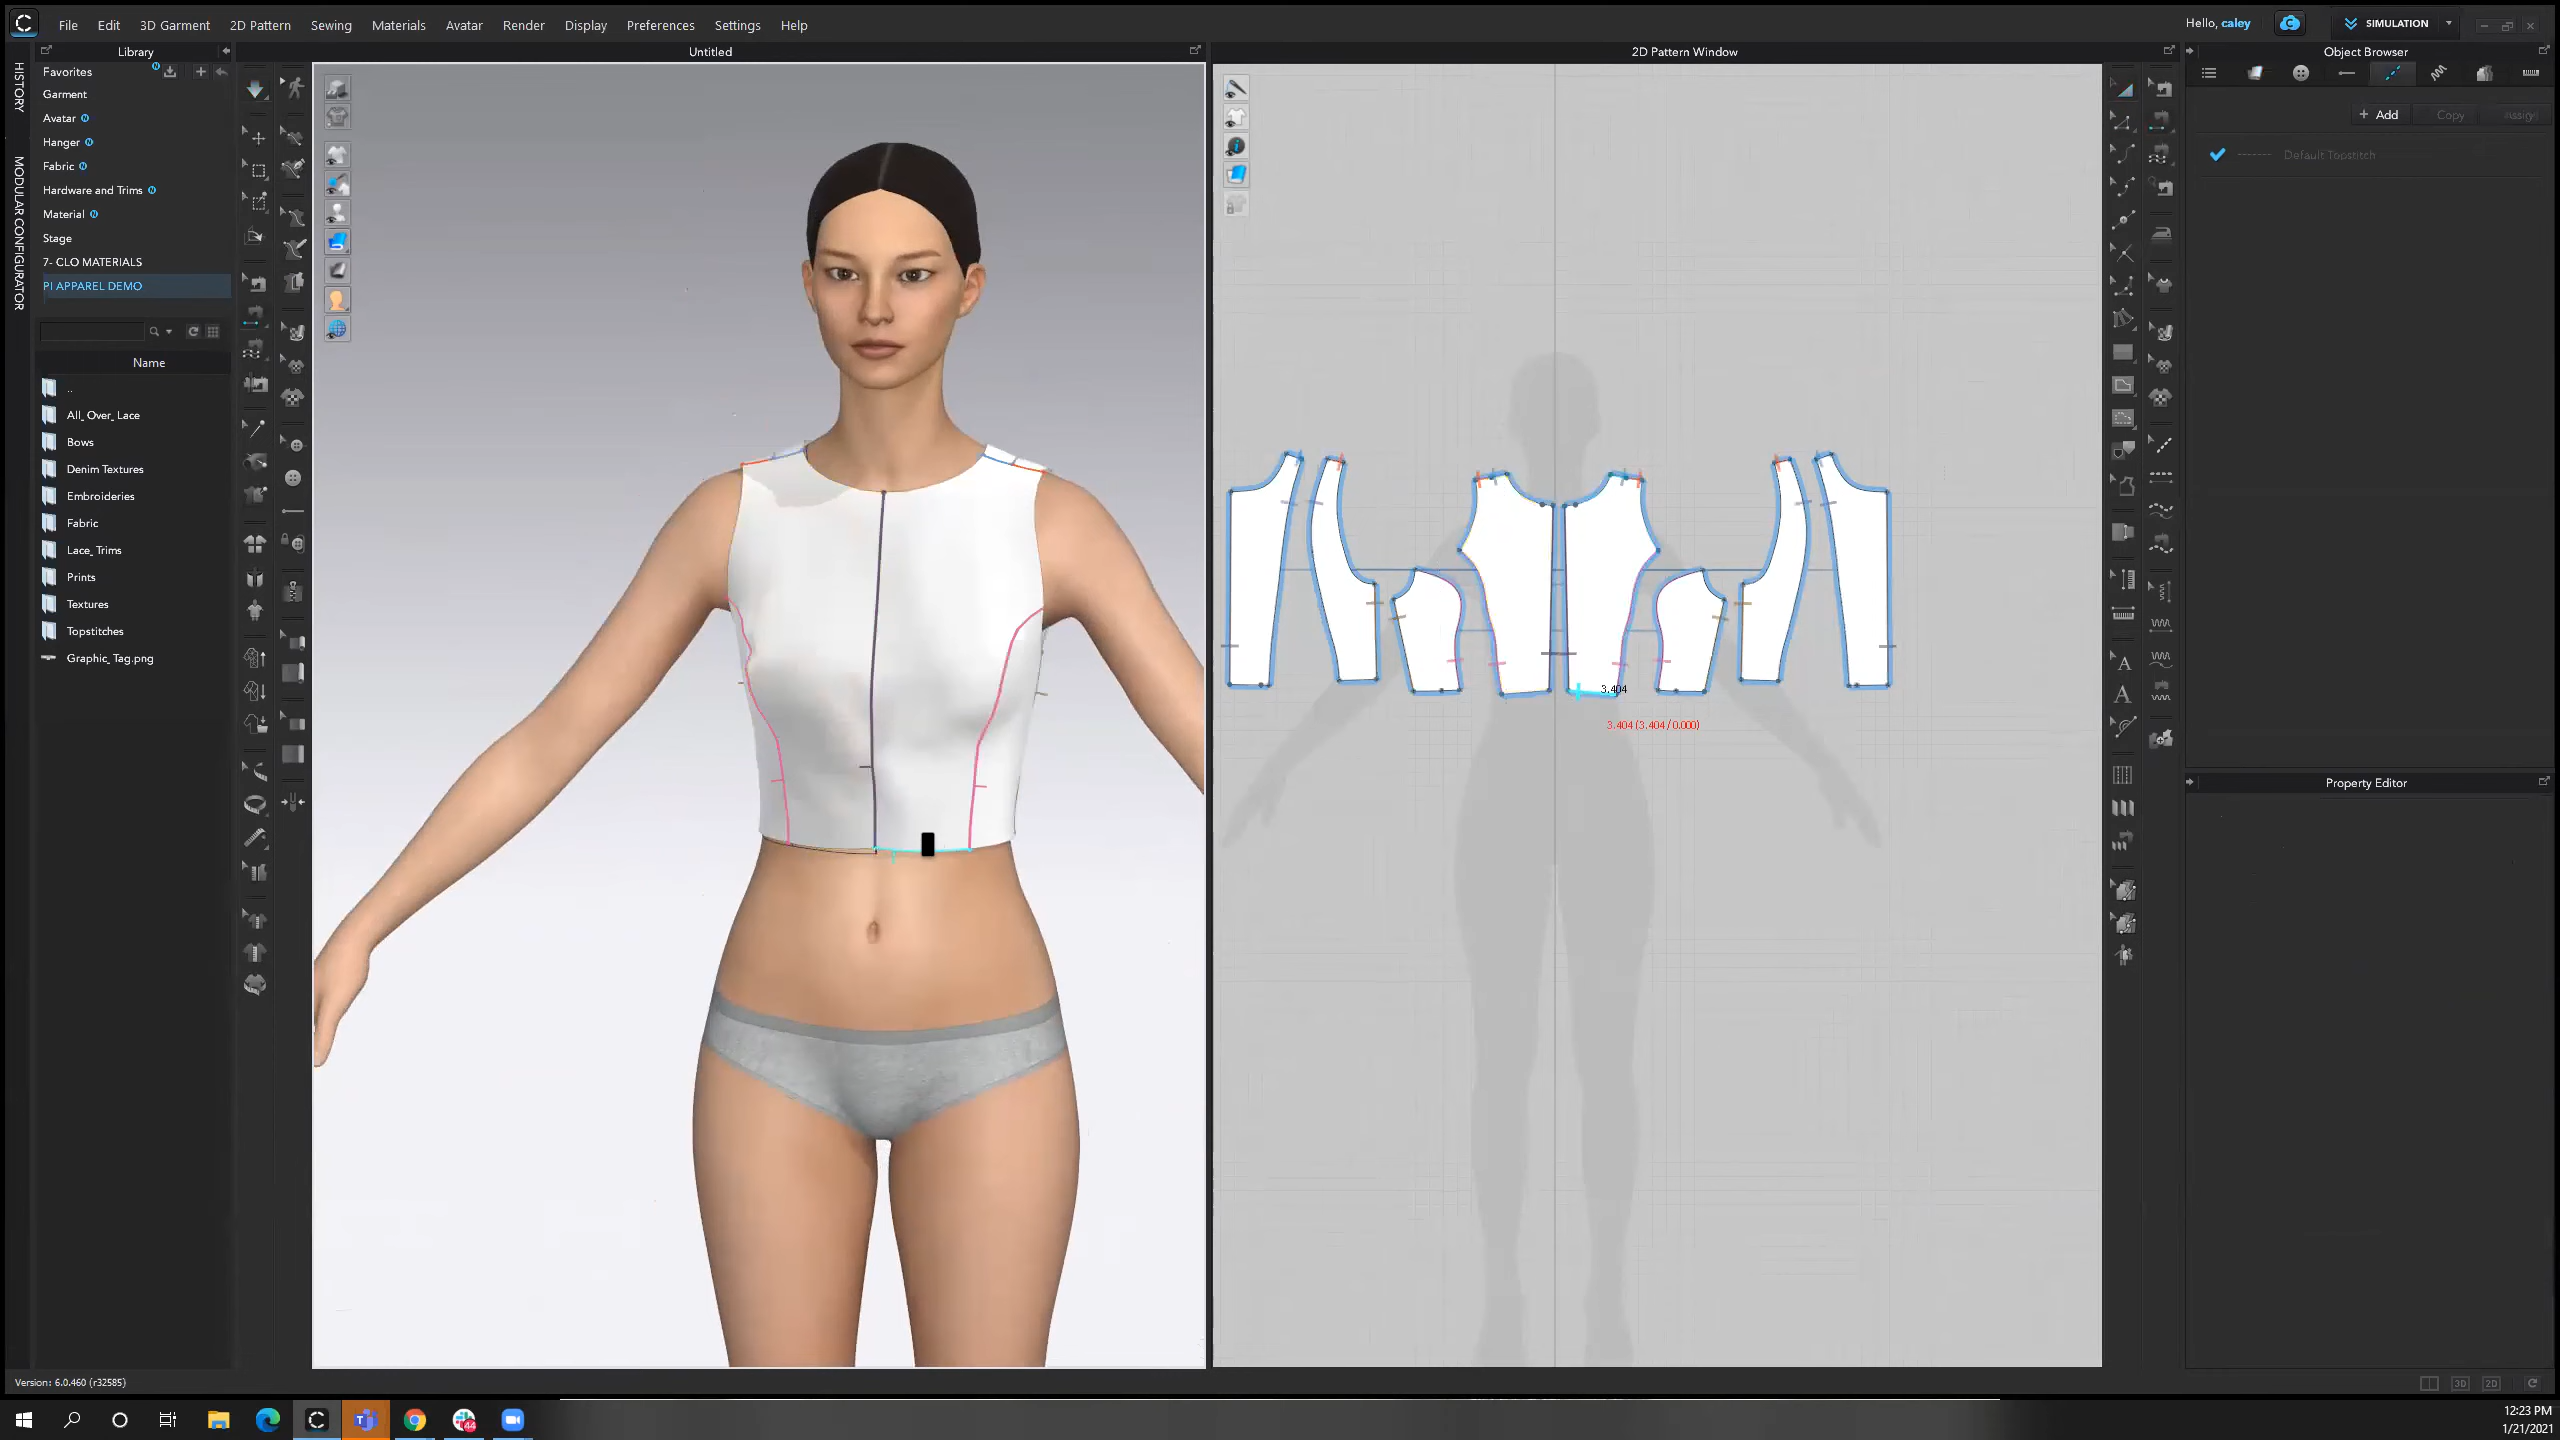 File Edit 3D Garment 2D Pattern Sewing Materials Avatar Render Display Preferences Settings Help
Hello, caley
SIMULATION
Library
Untitled
2D Pattern Window
Object Browser
HISTORY
MODULAR CONFIGURATOR
Favorites
Garment
Avatar
Hanger
Fabric
Hardware and Trims
Material
Stage
7- CLO MATERIALS
PI APPAREL DEMO
Name
..
All_Over_Lace
Bows
Denim Textures
Embroideries
Fabric
Lace_Trims
Prints
Textures
Topstitches
Graphic_Tag.png
3.404
3.404 (3.404 / 0.000)
+ Add
Copy
Assign
Default Topstitch
Property Editor
Version: 6.0.460 (r32585)
3D
2D
44
12:23 PM
1/21/2021